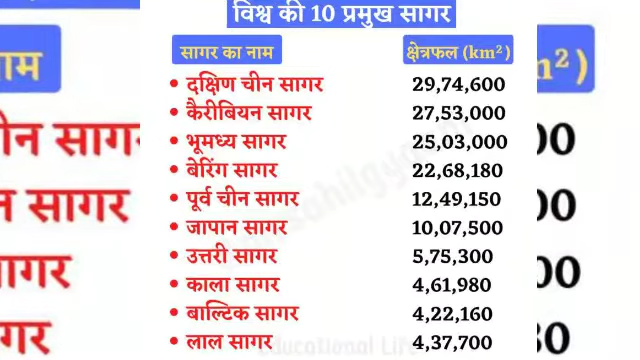 विश्व की 10 प्रमुख सागर
सागर का नाम क्षेत्रफल (km²)
• दक्षिण चीन सागर 29,74,600
• कैरीबियन सागर 27,53,000
• भूमध्य सागर 25,03,000
• बेरिंग सागर 22,68,180
• पूर्व चीन सागर 12,49,150
• जापान सागर 10,07,500
• उत्तरी सागर 5,75,300
• काला सागर 4,61,980
• बाल्टिक सागर 4,22,160
• लाल सागर 4,37,700
Educational Life